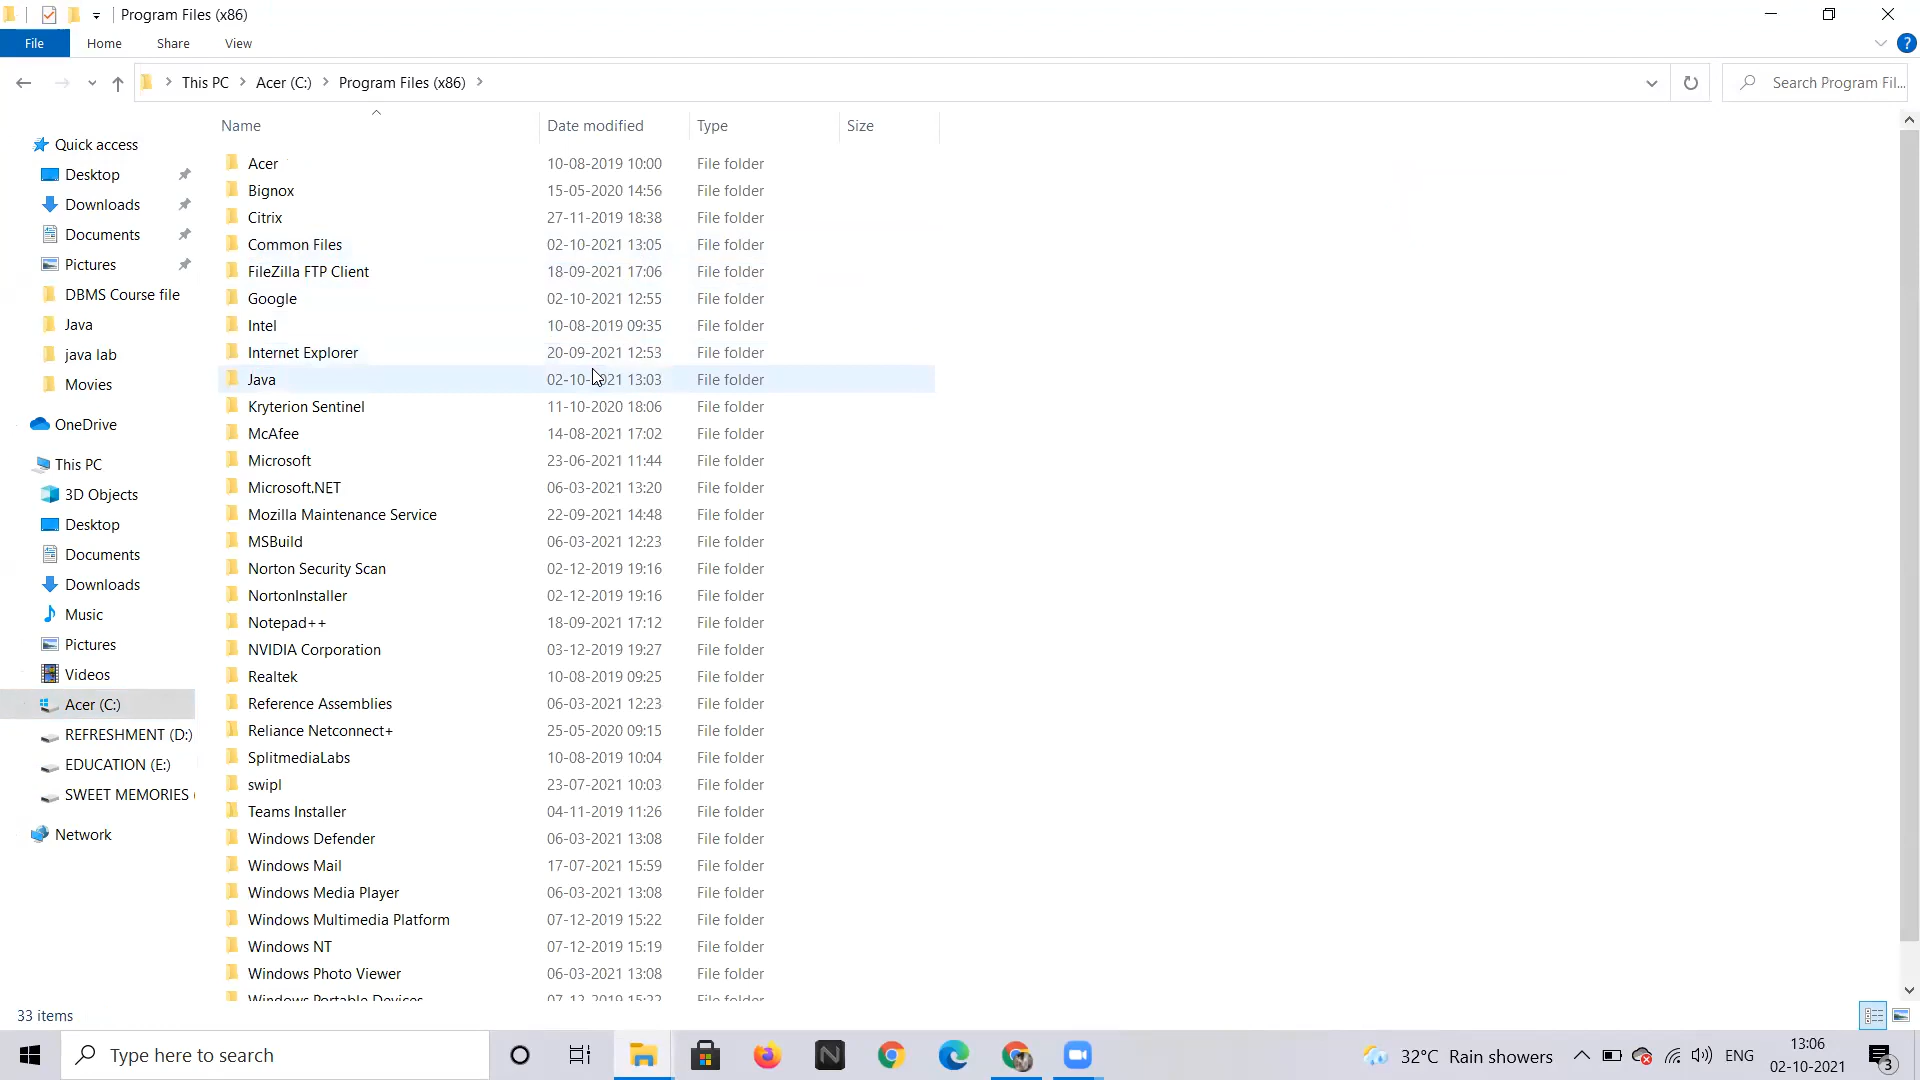 Program Files (x86)
File Home Share View
This PC Acer (C:) Program Files (x86)
Search Program Fil...
Name Date modified Type Size
Quick access
Desktop
Downloads
Documents
Pictures
DBMS Course file
Java
java lab
Movies
OneDrive
This PC
3D Objects
Desktop
Documents
Downloads
Music
Pictures
Videos
Acer (C:)
REFRESHMENT (D:)
EDUCATION (E:)
SWEET MEMORIES (
Network
Acer 10-08-2019 10:00 File folder
Bignox 15-05-2020 14:56 File folder
Citrix 27-11-2019 18:38 File folder
Common Files 02-10-2021 13:05 File folder
FileZilla FTP Client 18-09-2021 17:06 File folder
Google 02-10-2021 12:55 File folder
Intel 10-08-2019 09:35 File folder
Internet Explorer 20-09-2021 12:53 File folder
Java 02-10-2021 13:03 File folder
Kryterion Sentinel 11-10-2020 18:06 File folder
McAfee 14-08-2021 17:02 File folder
Microsoft 23-06-2021 11:44 File folder
Microsoft.NET 06-03-2021 13:20 File folder
Mozilla Maintenance Service 22-09-2021 14:48 File folder
MSBuild 06-03-2021 12:23 File folder
Norton Security Scan 02-12-2019 19:16 File folder
NortonInstaller 02-12-2019 19:16 File folder
Notepad++ 18-09-2021 17:12 File folder
NVIDIA Corporation 03-12-2019 19:27 File folder
Realtek 10-08-2019 09:25 File folder
Reference Assemblies 06-03-2021 12:23 File folder
Reliance Netconnect+ 25-05-2020 09:15 File folder
SplitmediaLabs 10-08-2019 10:04 File folder
swipl 23-07-2021 10:03 File folder
Teams Installer 04-11-2019 11:26 File folder
Windows Defender 06-03-2021 13:08 File folder
Windows Mail 17-07-2021 15:59 File folder
Windows Media Player 06-03-2021 13:08 File folder
Windows Multimedia Platform 07-12-2019 15:22 File folder
Windows NT 07-12-2019 15:19 File folder
Windows Photo Viewer 06-03-2021 13:08 File folder
Windows Portable Devices 07-12-2019 15:22 File folder
33 items
Type here to search
32°C Rain showers
ENG
13:06
02-10-2021
3